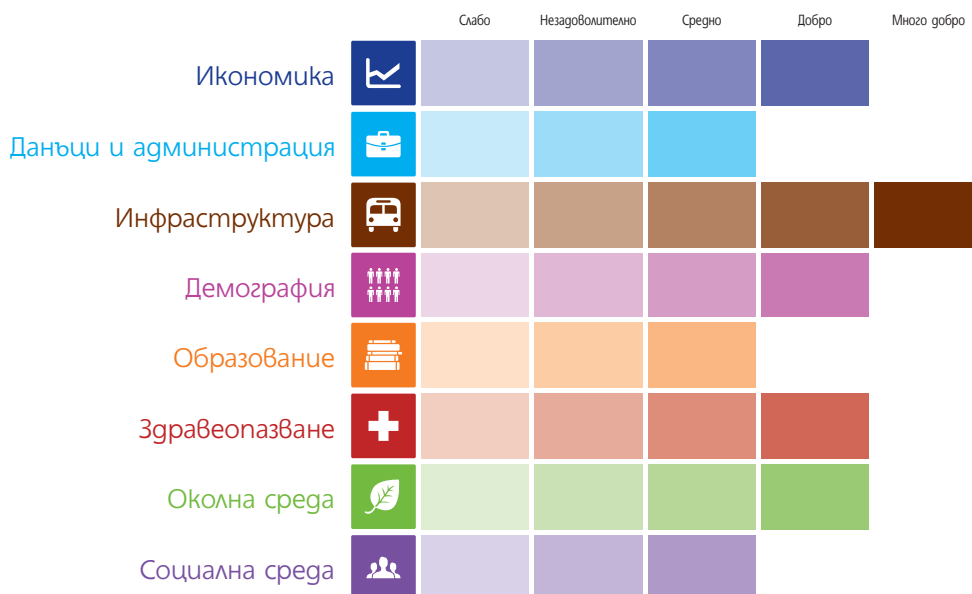 Слабо Незадоволително Средно Добро Много добро
Икономика
Данъци и администрация
Инфраструктура
Демография
Образование
Здравеопазване
Околна среда
Социална среда